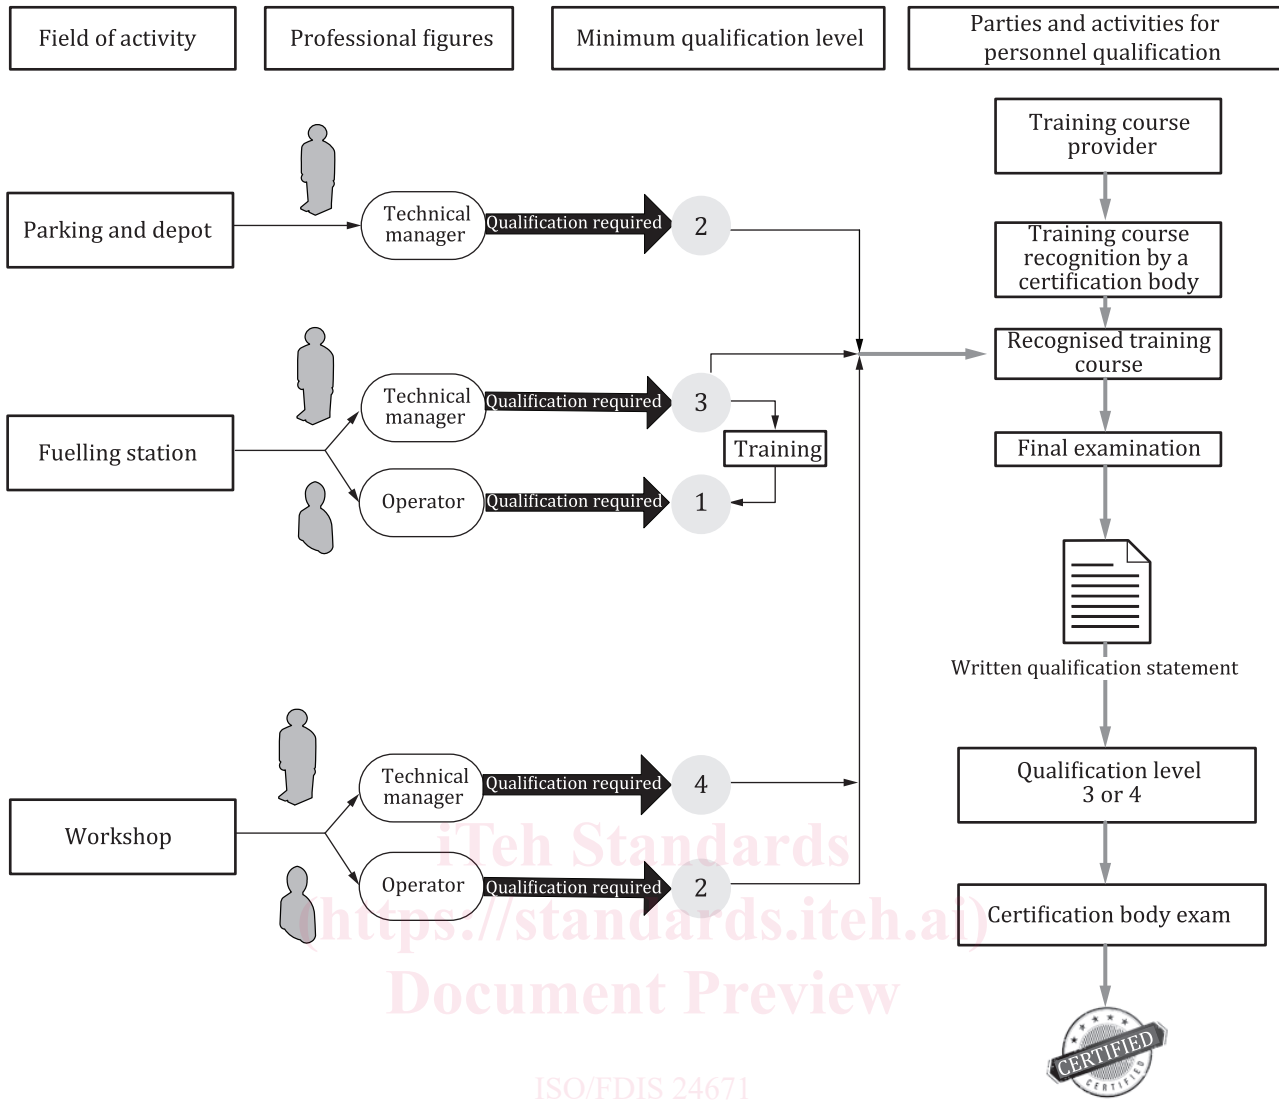 Field of activity
Professional figures
Minimum qualification level
Parties and activities for
personnel qualification
Training course
provider
Training course
recognition by a
certification body
Recognised training
course
Final examination
Written qualification statement
Qualification level
3 or 4
Certification body exam
CERTIFIED
CERTIFIED
Parking and depot
Technical
manager
Qualification required
2
Fuelling station
Technical
manager
Qualification required
3
Training
Operator
Qualification required
1
Workshop
Technical
manager
Qualification required
4
Operator
Qualification required
2
iTeh Standards
(https://standards.iteh.ai)
Document Preview
ISO/FDIS 24671